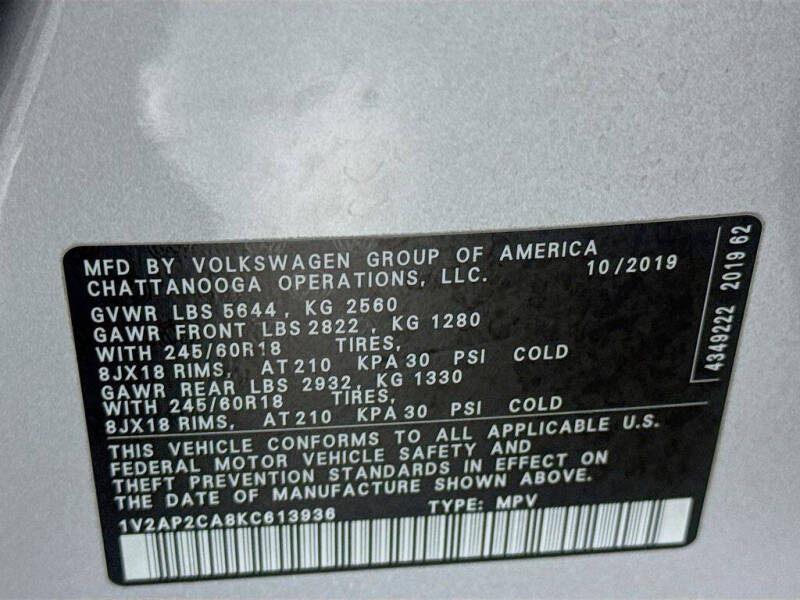 MFD BY VOLKSWAGEN GROUP OF AMERICA
CHATTANOOGA OPERATIONS, LLC. 10/2019
GVWR LBS 5644, KG 2560
GAWR FRONT LBS 2822, KG 1280
WITH 245/60R18 TIRES,
8JX18 RIMS, AT 210 KPA 30 PSI COLD
GAWR REAR LBS 2932, KG 1330
WITH 245/60R18 TIRES,
8JX18 RIMS, AT 210 KPA 30 PSI COLD
THIS VEHICLE CONFORMS TO ALL APPLICABLE U.S.
FEDERAL MOTOR VEHICLE SAFETY AND
THEFT PREVENTION STANDARDS IN EFFECT ON
THE DATE OF MANUFACTURE SHOWN ABOVE.
1V2AP2CA8KC613936 TYPE: MPV
4349222 2019 62